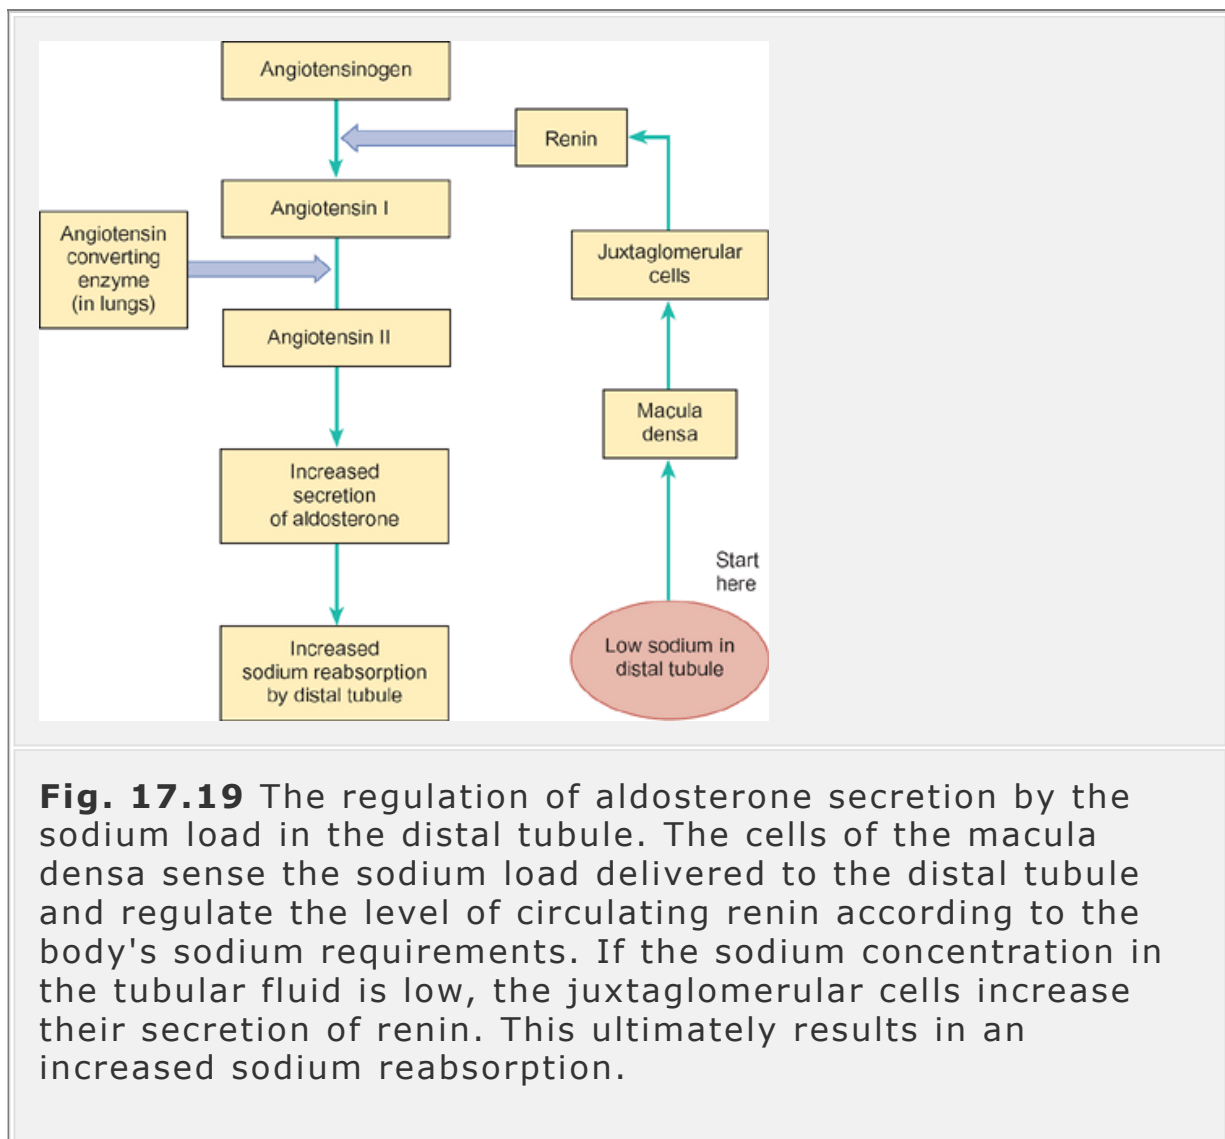 Angiotensinogen
Renin
Angiotensin I
Angiotensin
converting
enzyme
(in lungs)
Juxtaglomerular
cells
Angiotensin II
Macula
densa
Increased
secretion
of aldosterone
Start
here
Low sodium in
distal tubule
Increased
sodium reabsorption
by distal tubule
Fig. 17.19 The regulation of aldosterone secretion by the
sodium load in the distal tubule. The cells of the macula
densa sense the sodium load delivered to the distal tubule
and regulate the level of circulating renin according to the
body's sodium requirements. If the sodium concentration in
the tubular fluid is low, the juxtaglomerular cells increase
their secretion of renin. This ultimately results in an
increased sodium reabsorption.